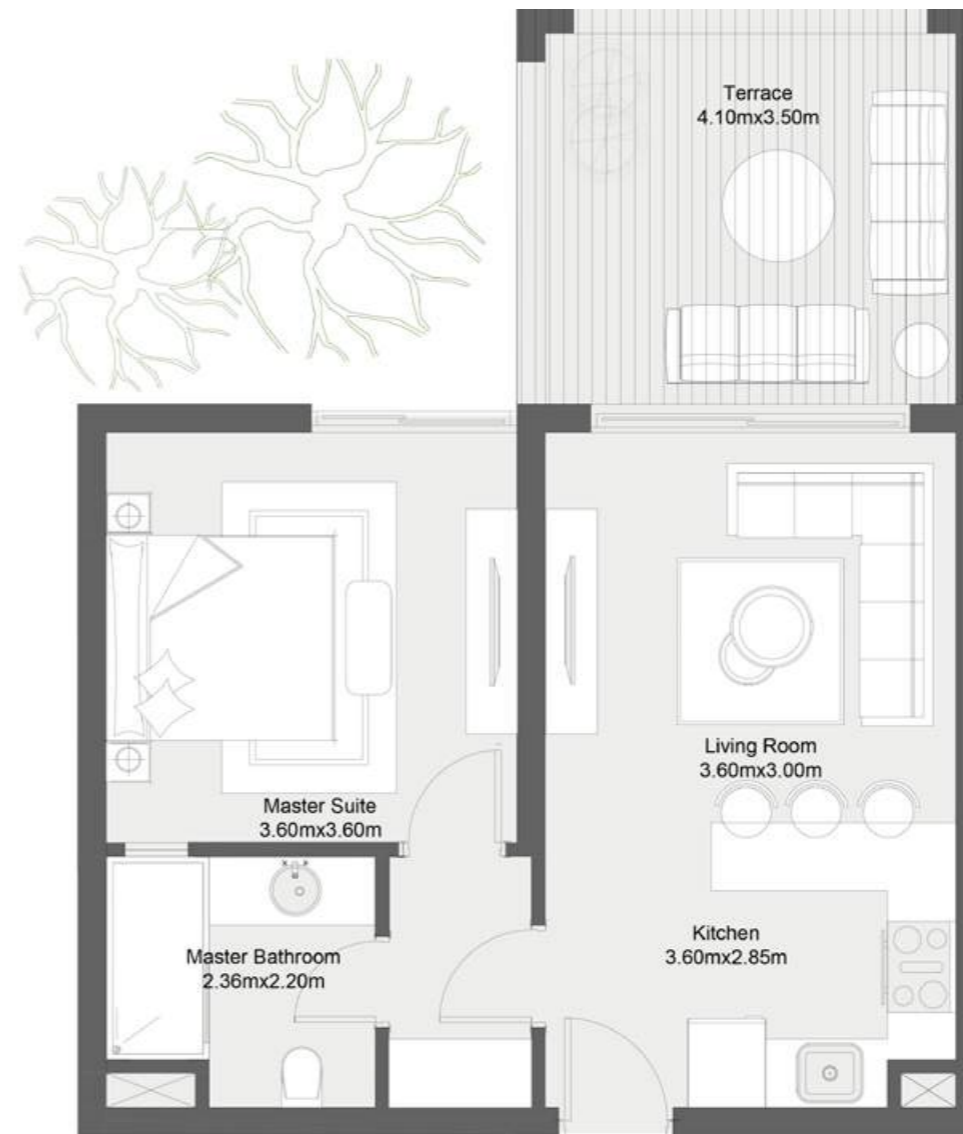 Terrace
4.10mx3.50m
Living Room
3.60mx3.00m
Master Suite
3.60mx3.60m
Kitchen
3.60mx2.85m
Master Bathroom
2.36mx2.20m